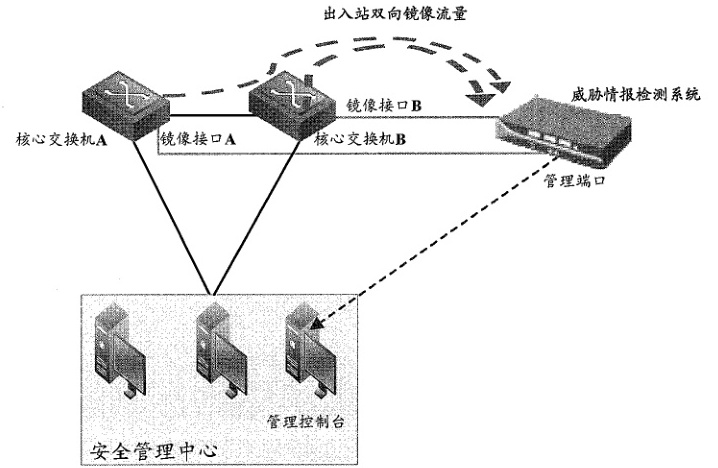 出入站双向镜像流量
威胁情报检测系统
镜像接口B
核心交换机A
镜像接口A
核心交换机B
管理端口
管理控制台
安全管理中心